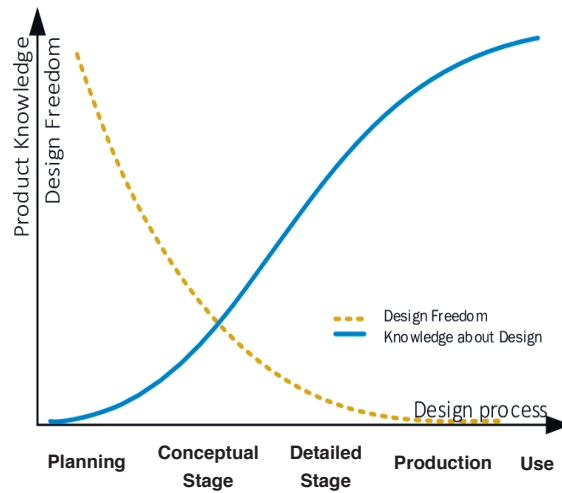 Product Knowledge
Design Freedom
Design Freedom
Knowledge about Design
Design process
Planning
Conceptual
Stage
Detailed
Stage
Production
Use